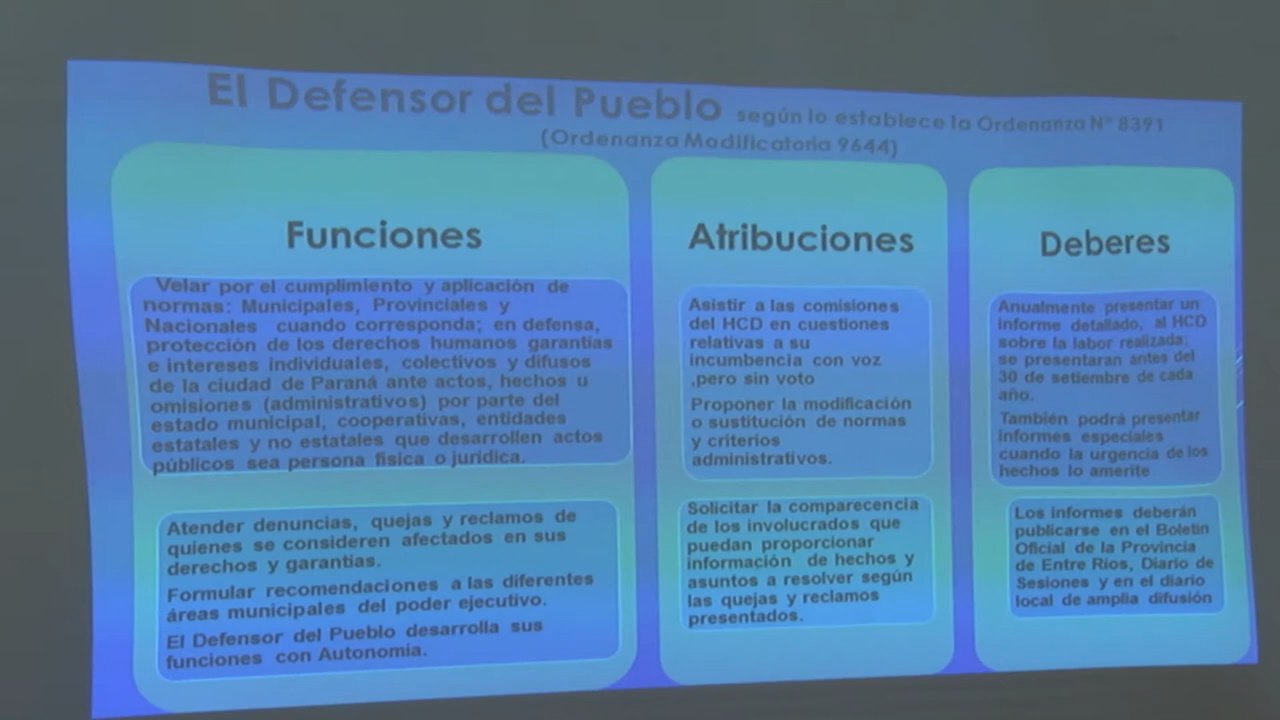 El Defensor del Pueblo según lo establece la Ordenanza N° 8391
(Ordenanza Modificatoria 9644)
Funciones
Velar por el cumplimiento y aplicación de
normas: Municipales, Provinciales y
Nacionales cuando corresponda; en defensa,
protección de los derechos humanos garantías
e intereses individuales, colectivos y difusos
de la ciudad de Paraná ante actos, hechos u
omisiones (administrativos) por parte del
estado municipal, cooperativas, entidades
estatales y no estatales que desarrollen actos
públicos sea persona física o jurídica.
Atender denuncias, quejas y reclamos de
quienes se consideren afectados en sus
derechos y garantías.
Formular recomendaciones a las diferentes
áreas municipales del poder ejecutivo.
El Defensor del Pueblo desarrolla sus
funciones con Autonomía.
Atribuciones
Asistir a las comisiones
del HCD en cuestiones
relativas a su
incumbencia con voz
,pero sin voto
Proponer la modificación
o sustitución de normas
y criterios
administrativos.
Solicitar la comparecencia
de los involucrados que
puedan proporcionar
información de hechos y
asuntos a resolver según
las quejas y reclamos
presentados.
Deberes
Anualmente presentar un
informe detallado, al HCD
sobre la labor realizada;
se presentaran antes del
30 de setiembre de cada
año.
También podrá presentar
informes especiales
cuando la urgencia de los
hechos lo amerite
Los informes deberán
publicarse en el Boletín
Oficial de la Provincia
de Entre Ríos, Diario de
Sesiones y en el diario
local de amplia difusión